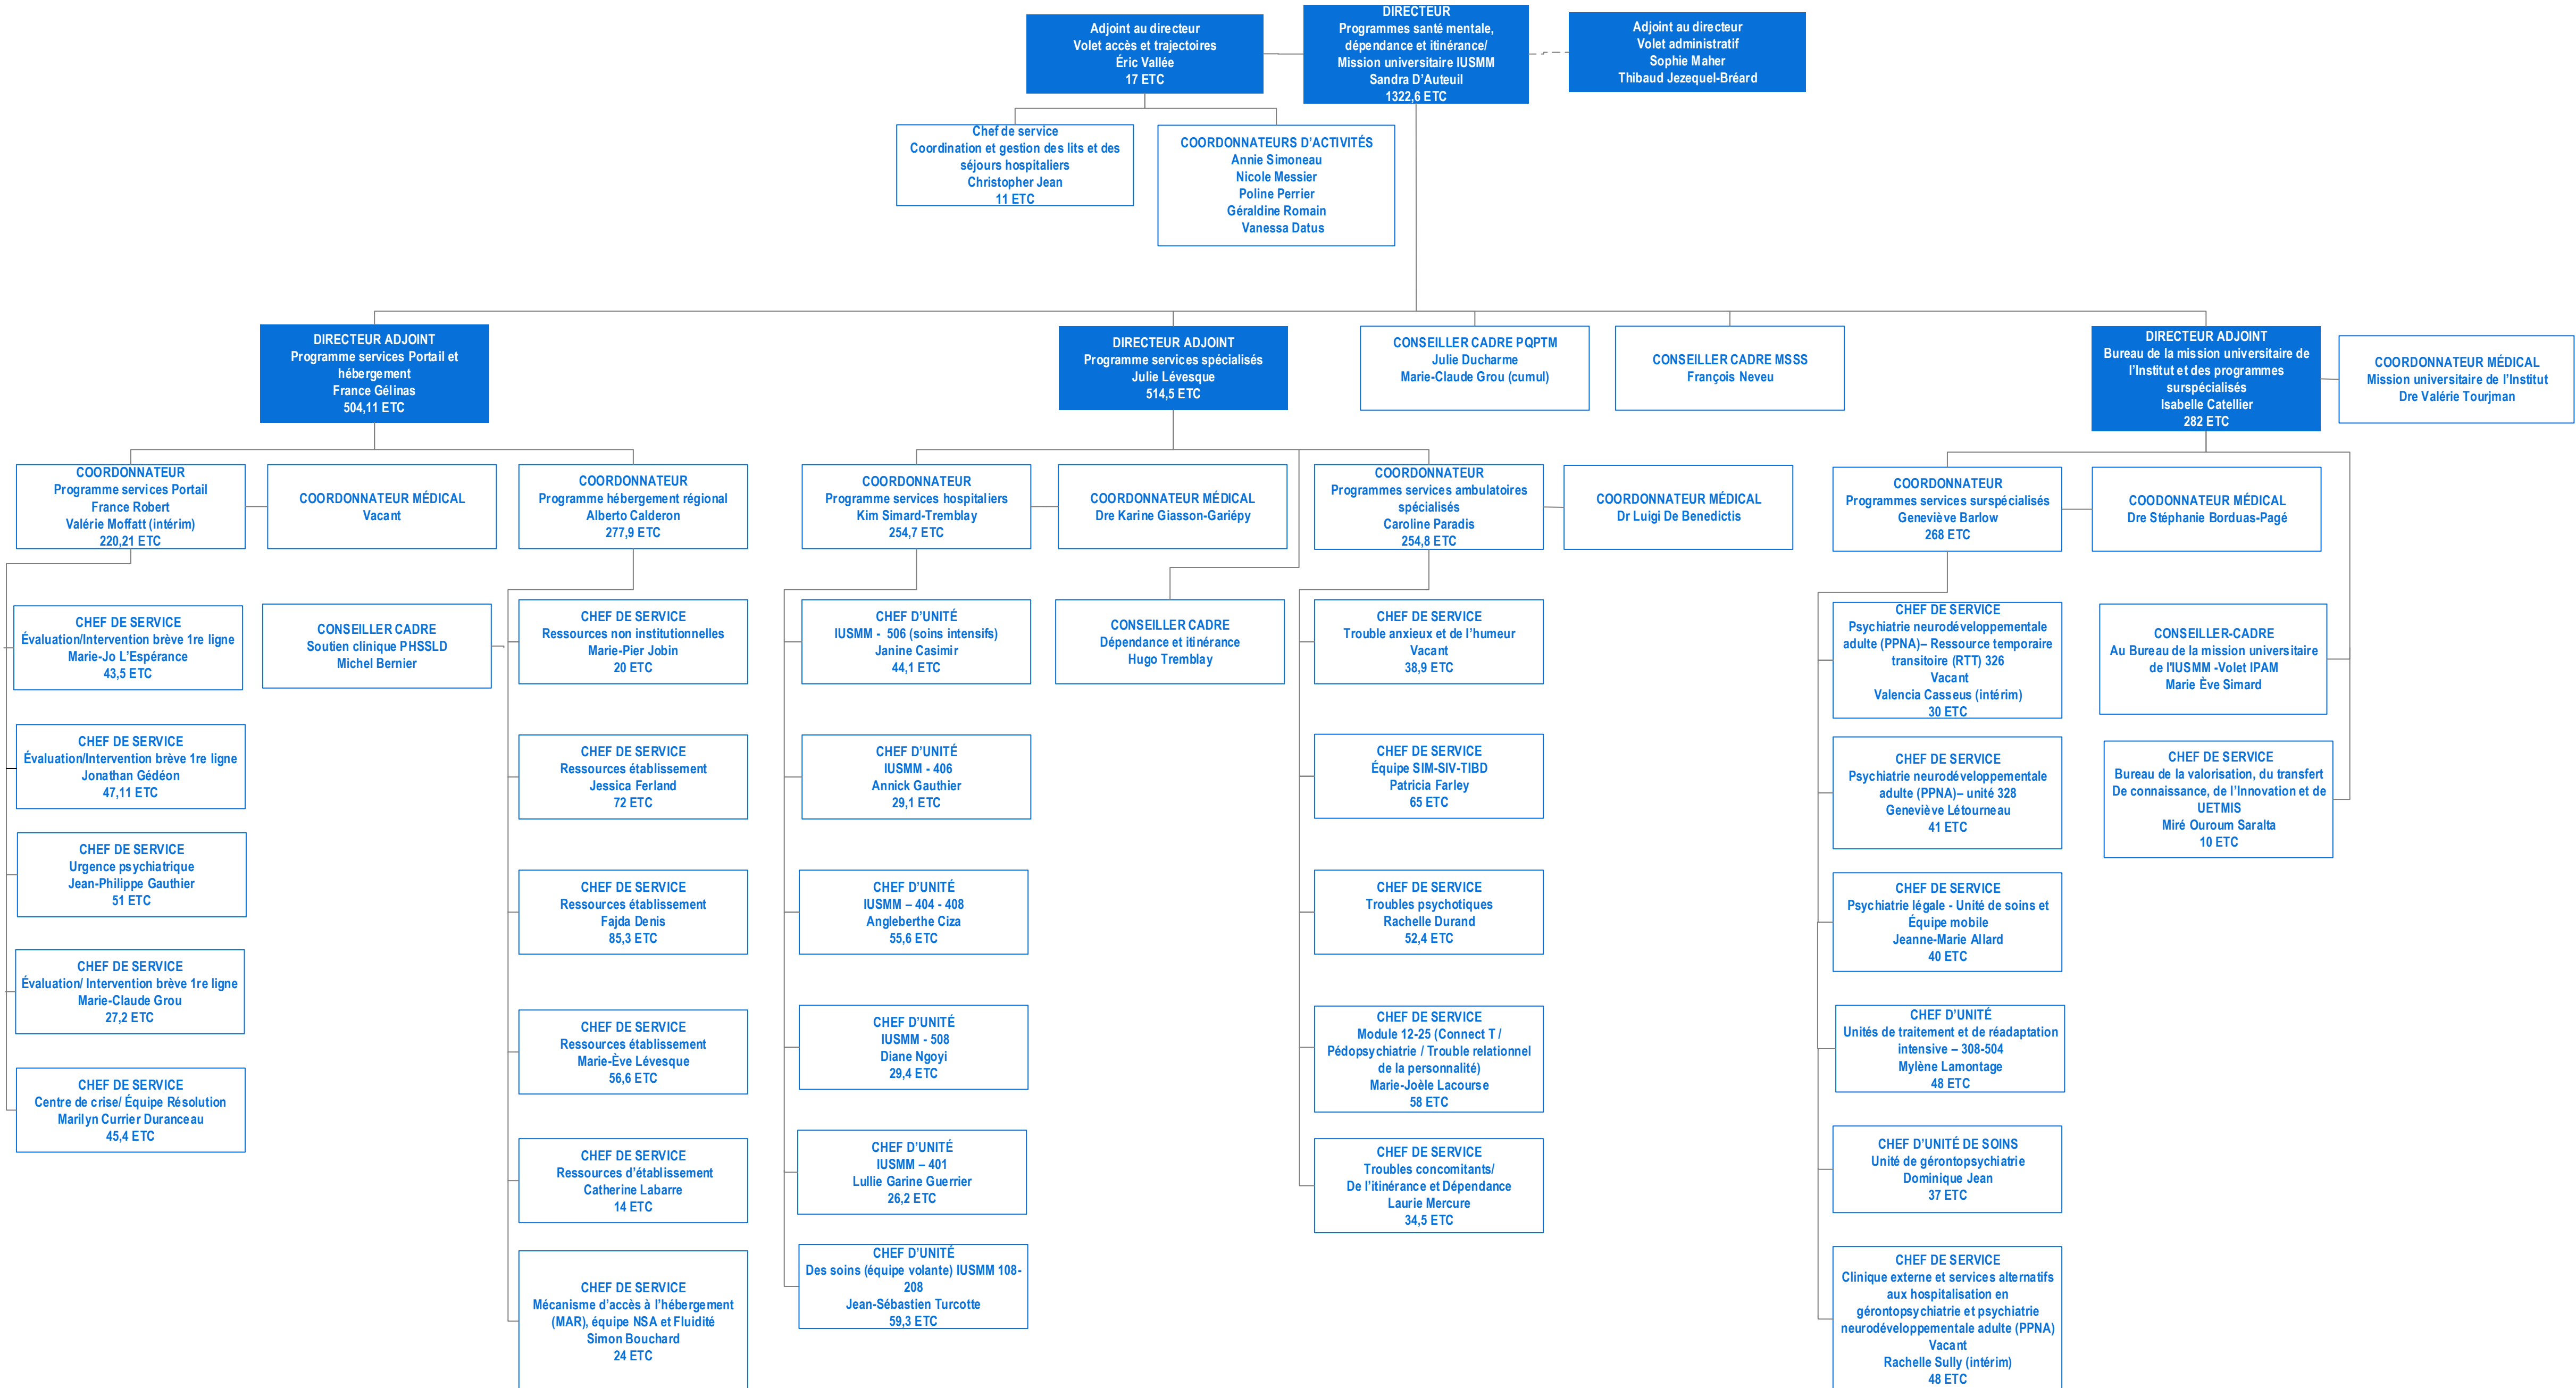 Adjoint au directeur
Volet accès et trajectoires
Éric Vallée
17 ETC
DIRECTEUR
Programmes santé mentale,
dépendance et itinérance/
Mission universitaire IUSMM
Sandra D'Auteuil
1322,6 ETC
Adjoint au directeur
Volet administratif
Sophie Maher
Thibaud Jezequel-Bréard
Chef de service
Coordination et gestion des lits et des
séjours hospitaliers
Christopher Jean
11 ETC
COORDONNATEURS D'ACTIVITÉS
Annie Simoneau
Nicole Messier
Poline Perrier
Géraldine Romain
Vanessa Datus
DIRECTEUR ADJOINT
Programme services Portail et
hébergement
France Gélinas
504,11 ETC
DIRECTEUR ADJOINT
Programme services spécialisés
Julie Lévesque
514,5 ETC
CONSEILLER CADRE PQPTM
Julie Ducharme
Marie-Claude Grou (cumul)
CONSEILLER CADRE MSSS
François Neveu
DIRECTEUR ADJOINT
Bureau de la mission universitaire de
l'Institut et des programmes
surspécialisés
Isabelle Catellier
282 ETC
COORDONNATEUR MÉDICAL
Mission universitaire de l'Institut
Dre Valérie Tourjman
COORDONNATEUR
Programme services Portail
France Robert
Valérie Moffatt (intérim)
220,21 ETC
COORDONNATEUR MÉDICAL
Vacant
COORDONNATEUR
Programme hébergement régional
Alberto Calderon
277,9 ETC
COORDONNATEUR
Programme services hospitaliers
Kim Simard-Tremblay
254,7 ETC
COORDONNATEUR MÉDICAL
Dre Karine Giasson-Gariépy
COORDONNATEUR
Programmes services ambulatoires
spécialisés
Caroline Paradis
254,8 ETC
COORDONNATEUR MÉDICAL
Dr Luigi De Benedictis
COORDONNATEUR
Programmes services surspécialisés
Geneviève Barlow
268 ETC
COODONNATEUR MÉDICAL
Dre Stéphanie Borduas-Pagé
CHEF DE SERVICE
Évaluation/Intervention brève 1re ligne
Marie-Jo L'Espérance
43,5 ETC
CONSEILLER CADRE
Soutien clinique PHSSLD
Michel Bernier
CHEF DE SERVICE
Ressources non institutionnelles
Marie-Pier Jobin
20 ETC
CHEF D'UNITÉ
IUSMM - 506 (soins intensifs)
Janine Casimir
44,1 ETC
CONSEILLER CADRE
Dépendance et itinérance
Hugo Tremblay
CHEF DE SERVICE
Trouble anxieux et de l'humeur
Vacant
38,9 ETC
CHEF DE SERVICE
Psychiatrie neurodéveloppementale
adulte (PPNA)– Ressource temporaire
transitoire (RTT) 326
Vacant
Valencia Casseus (intérim)
30 ETC
CONSEILLER-CADRE
Au Bureau de la mission universitaire
de l'IUSMM -Volet IPAM
Marie Ève Simard
CHEF DE SERVICE
Évaluation/Intervention brève 1re ligne
Jonathan Gédéon
47,11 ETC
CHEF DE SERVICE
Ressources établissement
Jessica Ferland
72 ETC
CHEF D'UNITÉ
IUSMM - 406
Annick Gauthier
29,1 ETC
CHEF DE SERVICE
Équipe SIM-SIV-TIBD
Patricia Farley
65 ETC
CHEF DE SERVICE
Psychiatrie neurodéveloppementale
adulte (PPNA)– unité 328
Geneviève Létourneau
41 ETC
CHEF DE SERVICE
Bureau de la valorisation, du transfert
De connaissance, de l'Innovation et de
UETMIS
Miré Ouroum Saralta
10 ETC
CHEF DE SERVICE
Urgence psychiatrique
Jean-Philippe Gauthier
51 ETC
CHEF DE SERVICE
Ressources établissement
Fajda Denis
85,3 ETC
CHEF D'UNITÉ
IUSMM – 404 - 408
Angleberthe Ciza
55,6 ETC
CHEF DE SERVICE
Troubles psychotiques
Rachelle Durand
52,4 ETC
CHEF DE SERVICE
Psychiatrie légale - Unité de soins et
Équipe mobile
Jeanne-Marie Allard
40 ETC
CHEF DE SERVICE
Évaluation/ Intervention brève 1re ligne
Marie-Claude Grou
27,2 ETC
CHEF DE SERVICE
Ressources établissement
Marie-Ève Lévesque
56,6 ETC
CHEF D'UNITÉ
IUSMM - 508
Diane Ngoyi
29,4 ETC
CHEF DE SERVICE
Module 12-25 (Connect T /
Pédopsychiatrie / Trouble relationnel
de la personnalité)
Marie-Joèle Lacourse
58 ETC
CHEF D'UNITÉ
Unités de traitement et de réadaptation
intensive – 308-504
Mylène Lamontage
48 ETC
CHEF DE SERVICE
Centre de crise/ Équipe Résolution
Marilyn Currier Duranceau
45,4 ETC
CHEF DE SERVICE
Ressources d'établissement
Catherine Labarre
14 ETC
CHEF D'UNITÉ
IUSMM – 401
Lullie Garine Guerrier
26,2 ETC
CHEF DE SERVICE
Troubles concomitants/
De l'itinérance et Dépendance
Laurie Mercure
34,5 ETC
CHEF D'UNITÉ DE SOINS
Unité de gérontopsychiatrie
Dominique Jean
37 ETC
CHEF DE SERVICE
Mécanisme d'accès à l'hébergement
(MAR), équipe NSA et Fluidité
Simon Bouchard
24 ETC
CHEF D'UNITÉ
Des soins (équipe volante) IUSMM 108-
208
Jean-Sébastien Turcotte
59,3 ETC
CHEF DE SERVICE
Clinique externe et services alternatifs
aux hospitalisation en
gérontopsychiatrie et psychiatrie
neurodéveloppementale adulte (PPNA)
Vacant
Rachelle Sully (intérim)
48 ETC